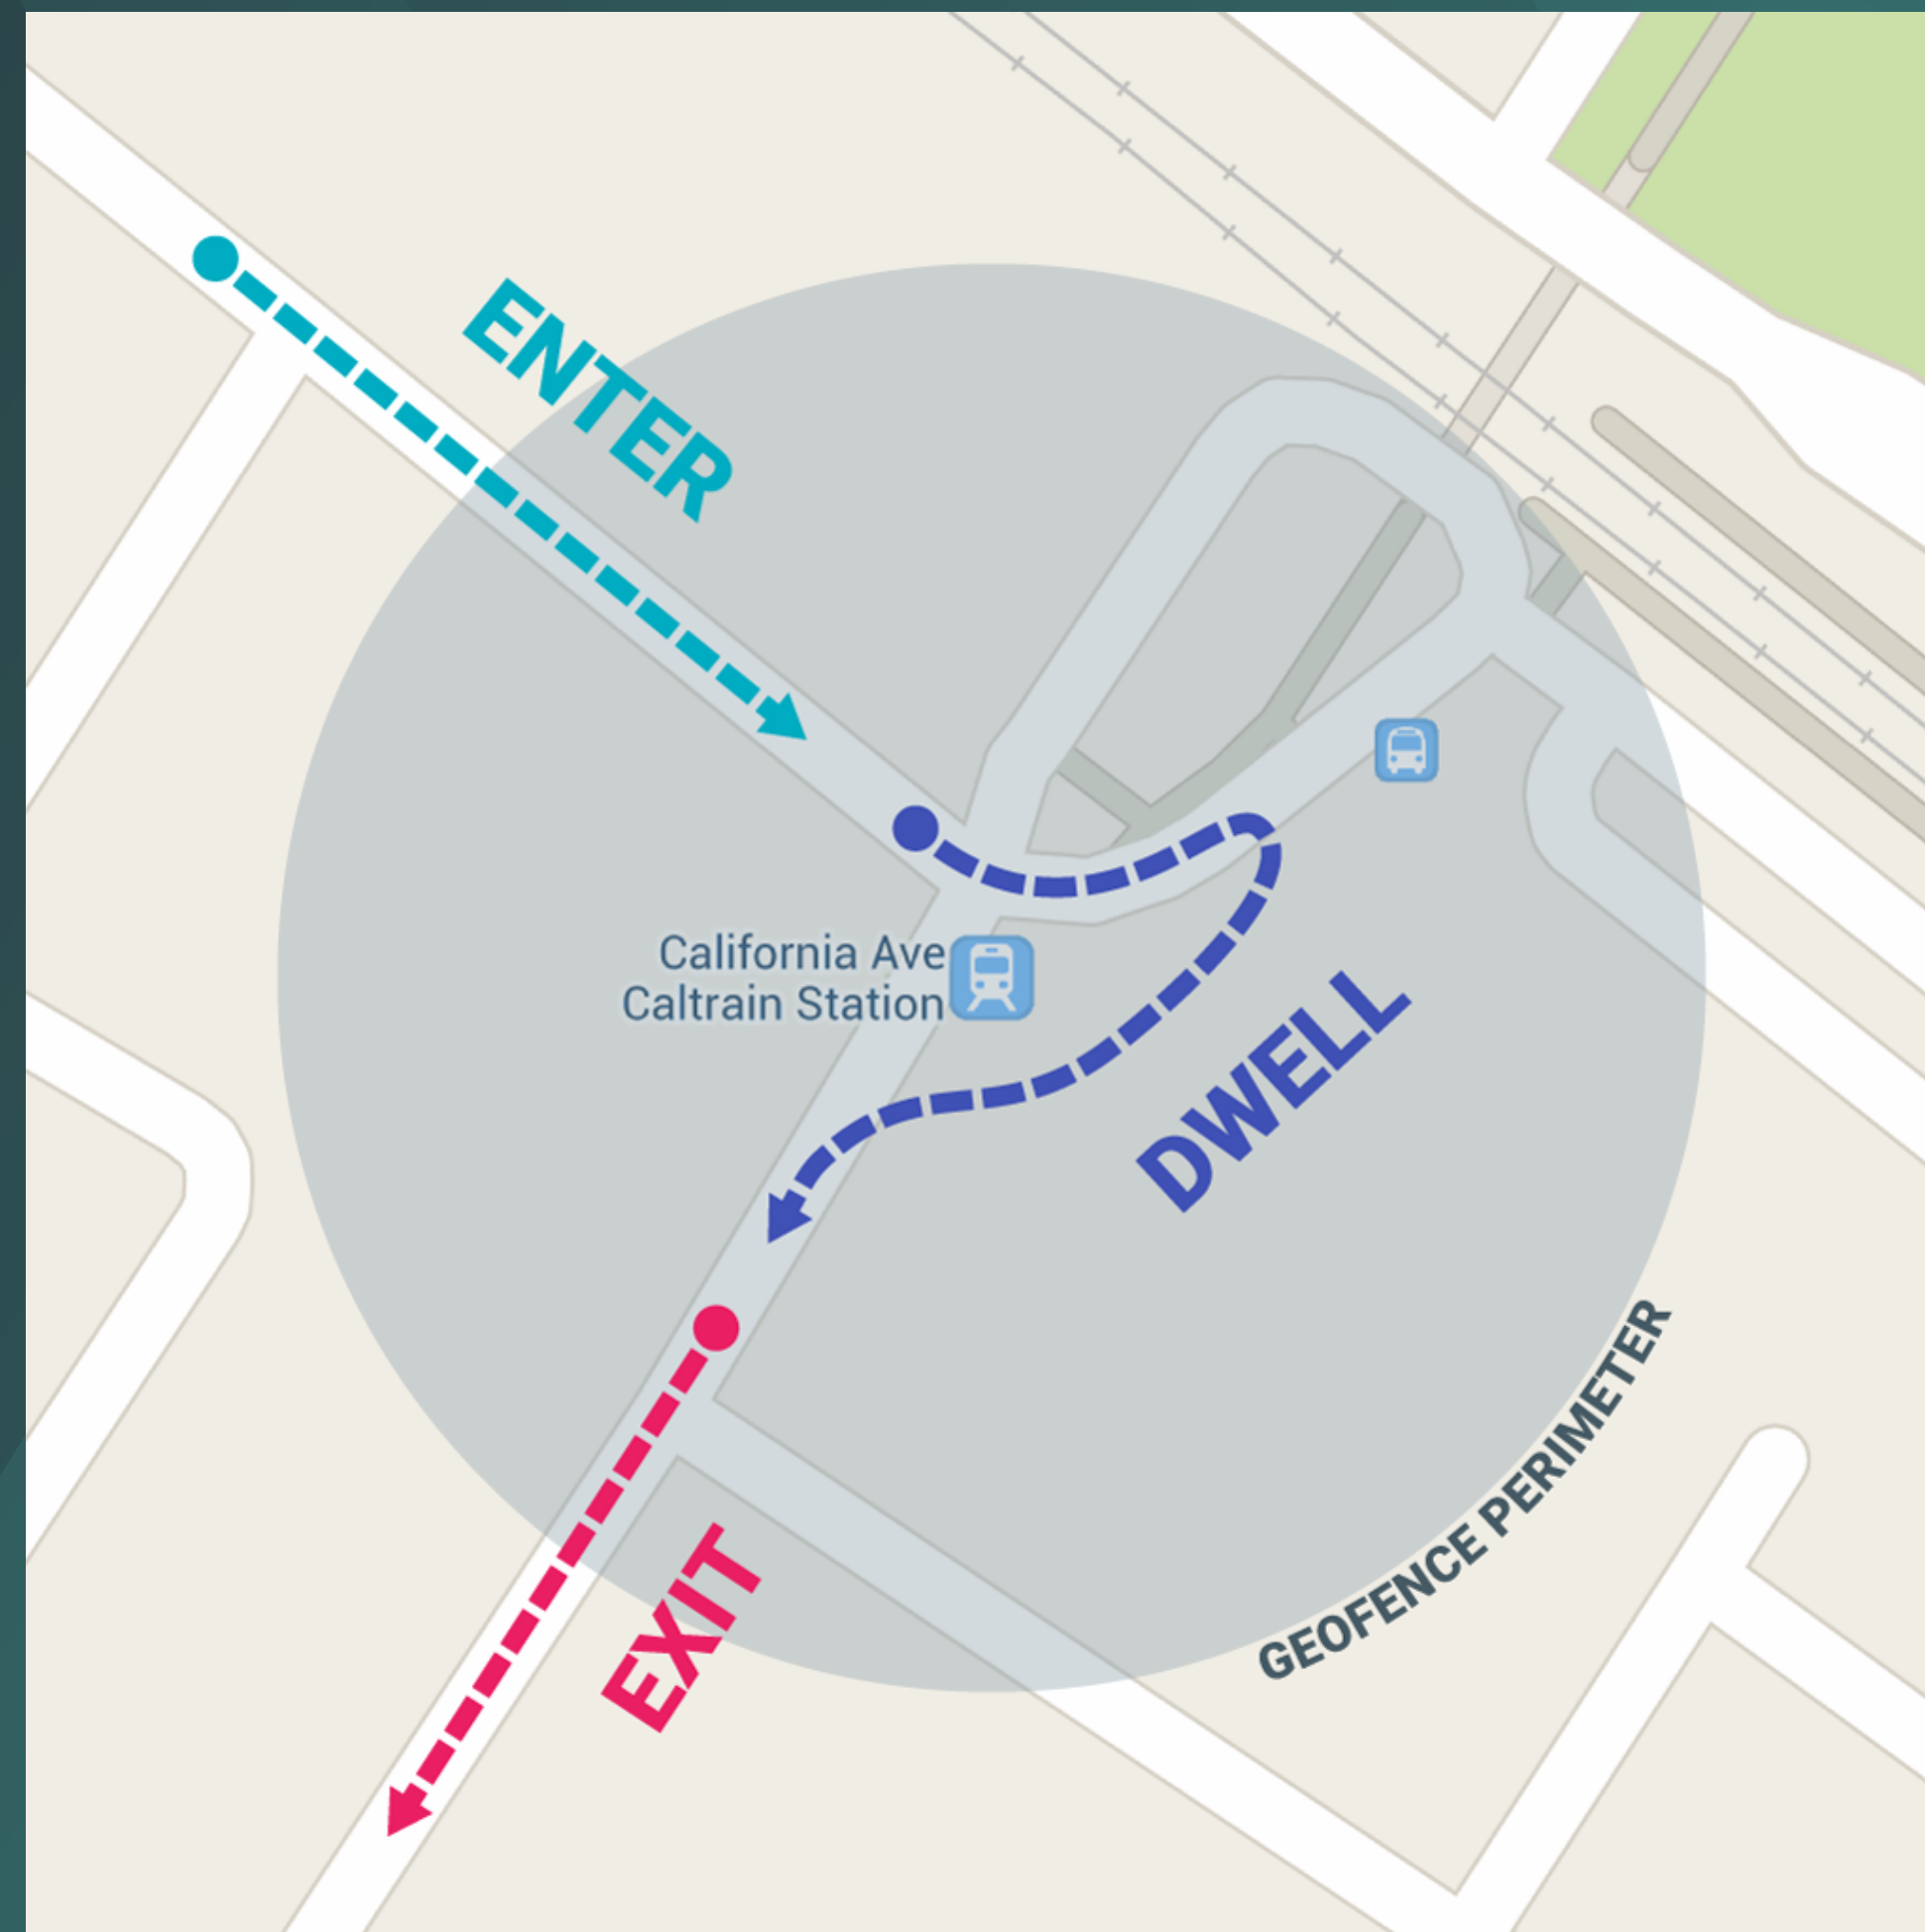 ENTER
California Ave
Caltrain Station
DWELL
EXIT
GEOFENCE PERIMETER